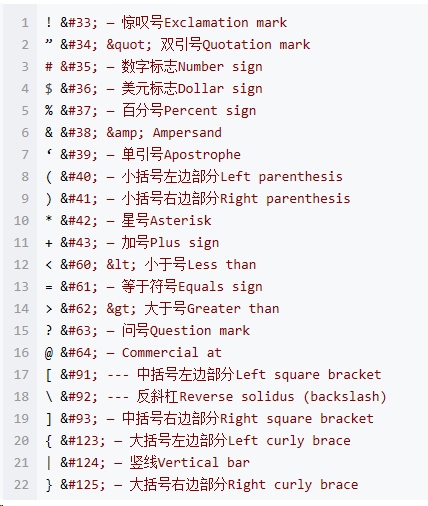 1 ! &#33; — 惊叹号Exclamation mark
2 ” &#34; &quot; 双引号Quotation mark
3 # &#35; — 数字标志Number sign
4 $ &#36; — 美元标志Dollar sign
5 % &#37; — 百分号Percent sign
6 & &#38; &amp; Ampersand
7 ‘ &#39; — 单引号Apostrophe
8 ( &#40; — 小括号左边部分Left parenthesis
9 ) &#41; — 小括号右边部分Right parenthesis
10 * &#42; — 星号Asterisk
11 + &#43; — 加号Plus sign
12 < &#60; &lt; 小于号Less than
13 = &#61; — 等于符号Equals sign
14 > &#62; &gt; 大于号Greater than
15 ? &#63; — 问号Question mark
16 @ &#64; — Commercial at
17 [ &#91; --- 中括号左边部分Left square bracket
18 \ &#92; --- 反斜杠Reverse solidus (backslash)
19 ] &#93; — 中括号右边部分Right square bracket
20 { &#123; — 大括号左边部分Left curly brace
21 | &#124; — 竖线Vertical bar
22 } &#125; — 大括号右边部分Right curly brace